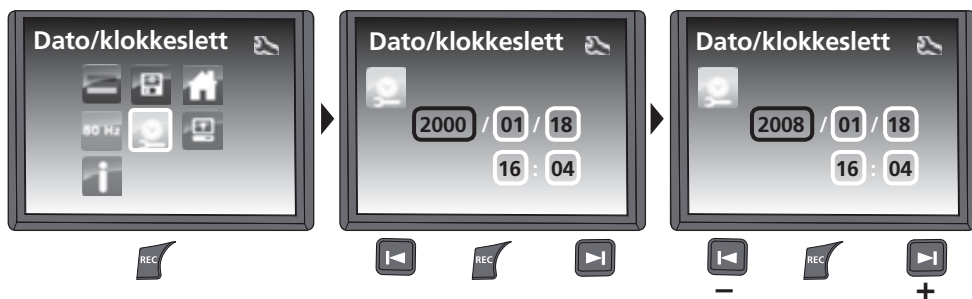 Dato/klokkeslett
50 Hz
REC
Dato/klokkeslett
2000 / 01 / 18
16 : 04
REC
Dato/klokkeslett
2008 / 01 / 18
16 : 04
REC
− +